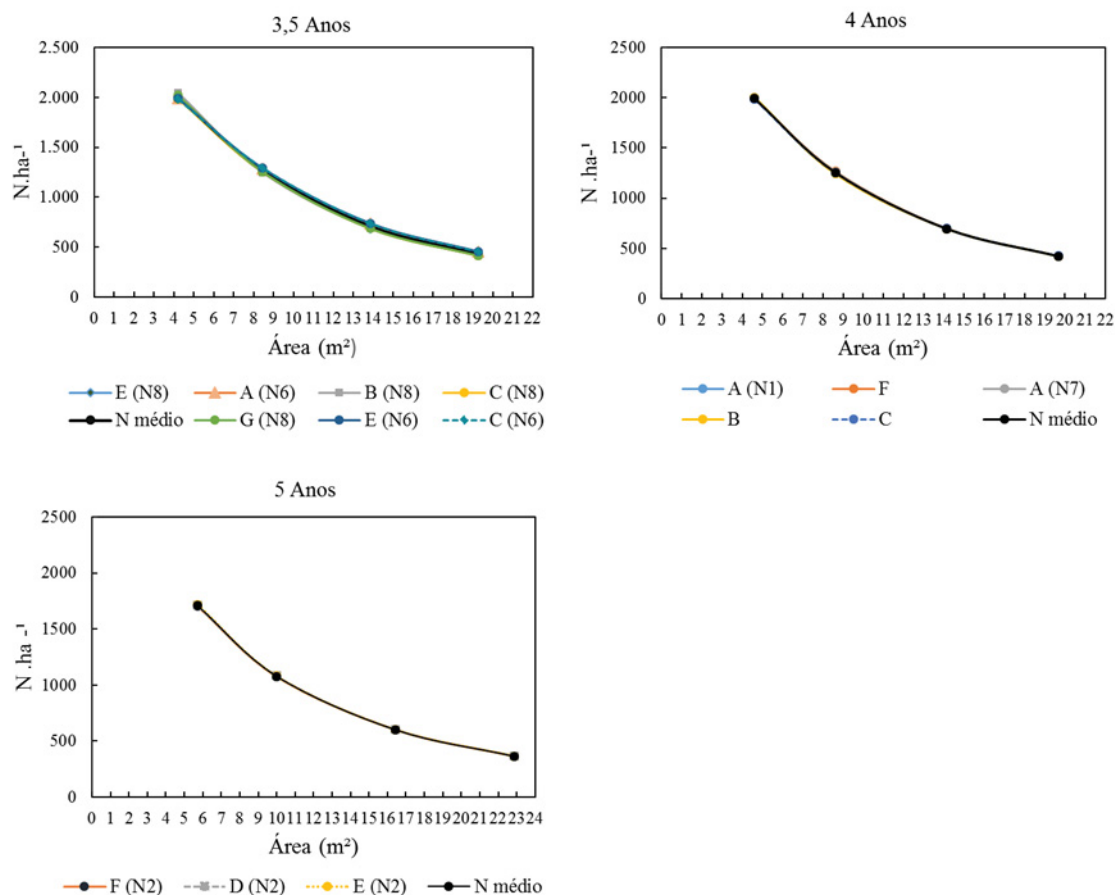 3,5 Anos
2.500
2.000
1.500
1.000
500
0
N.ha-¹
0 1 2 3 4 5 6 7 8 9 10 11 12 13 14 15 16 17 18 19 20 21 22
Área (m²)
E (N8) A (N6) B (N8) C (N8)
N médio G (N8) E (N6) C (N6)
4 Anos
2500
2000
1500
1000
500
0
N .ha-¹
0 1 2 3 4 5 6 7 8 9 10 11 12 13 14 15 16 17 18 19 20 21 22
Área (m²)
A (N1) F A (N7)
B C N médio
5 Anos
2500
2000
1500
1000
500
0
N .ha -¹
0 1 2 3 4 5 6 7 8 9 10 11 12 13 14 15 16 17 18 19 20 21 22 23 24
Área (m²)
F (N2) D (N2) E (N2) N médio